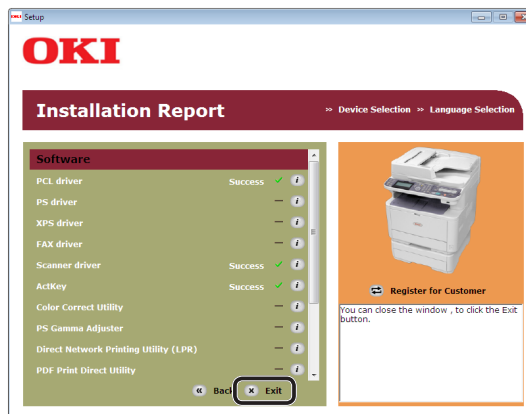 OKI Setup
OKI
Installation Report
» Device Selection » Language Selection
Software
PCL driver Success
PS driver
XPS driver
FAX driver
Scanner driver Success
ActKey Success
Color Correct Utility
PS Gamma Adjuster
Direct Network Printing Utility (LPR)
PDF Print Direct Utility
Back Exit
Register for Customer
You can close the window , to click the Exit
button.